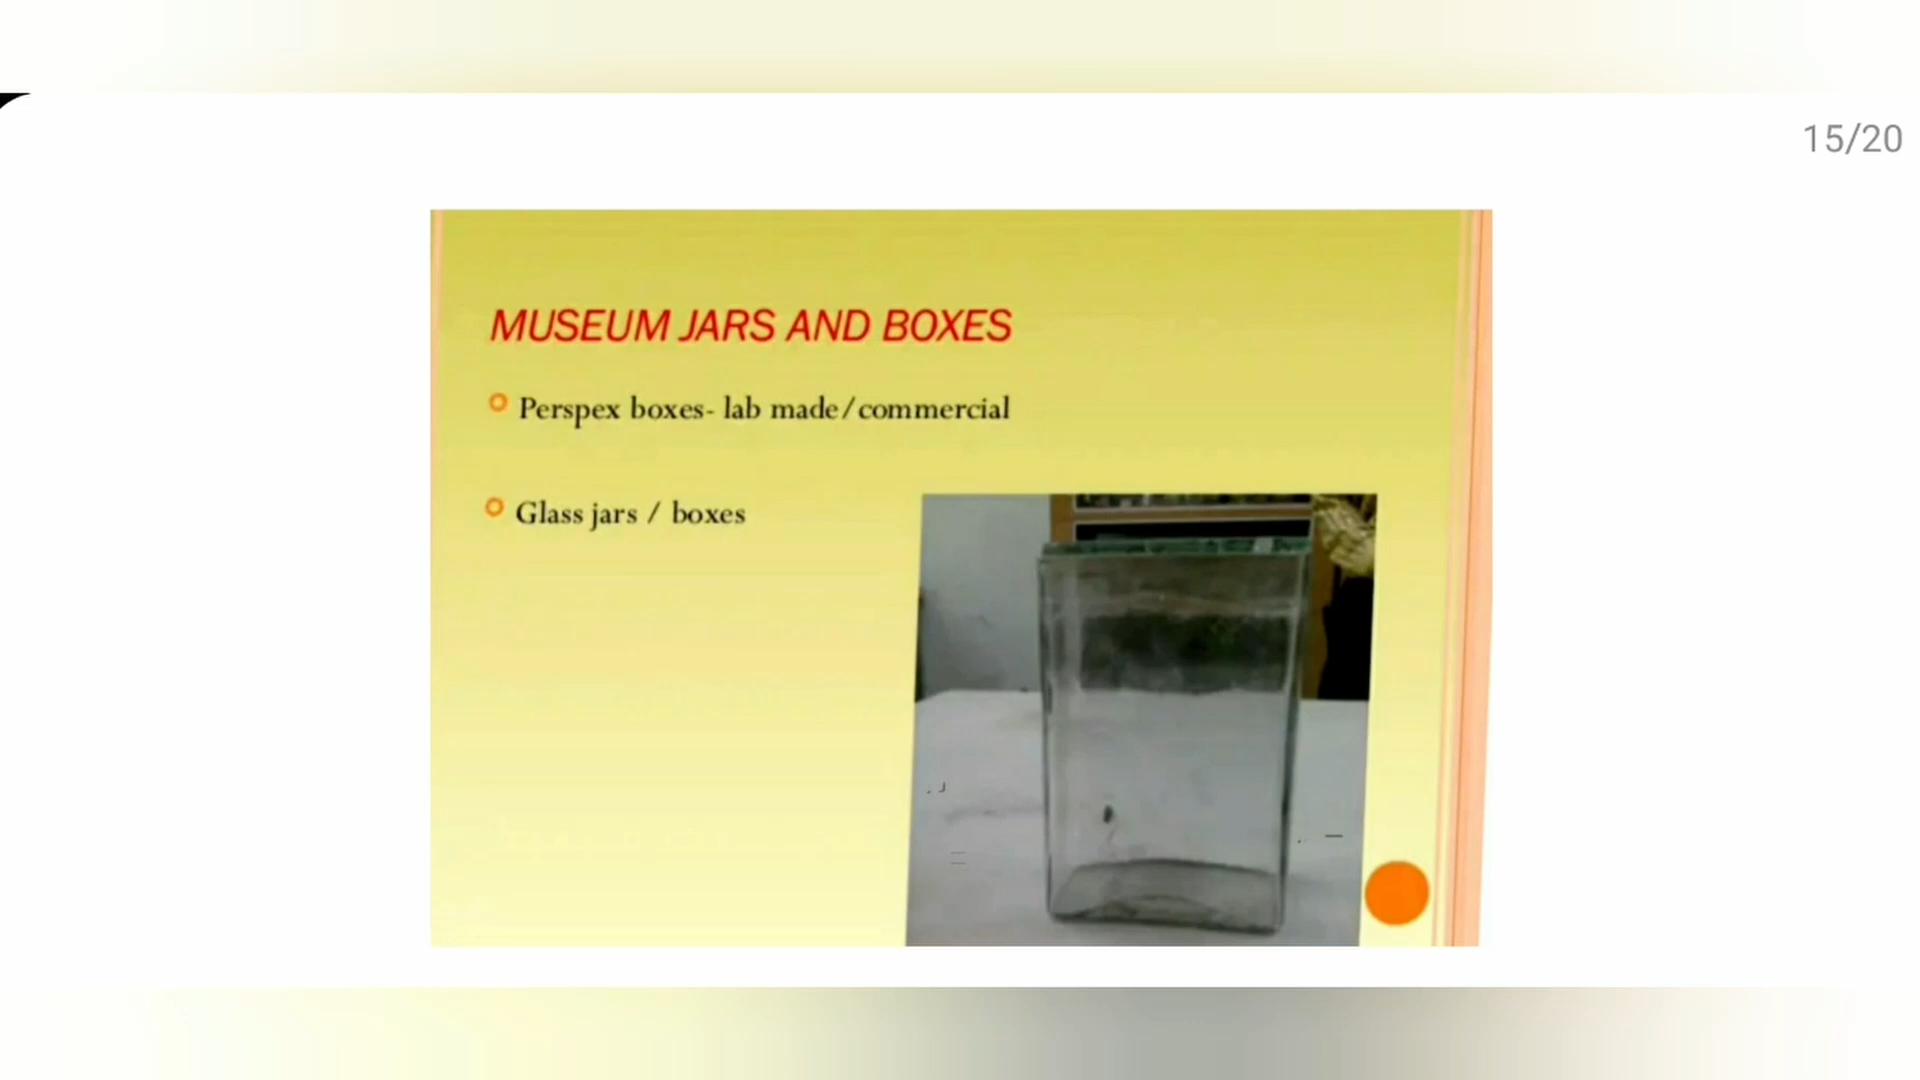 15/20
MUSEUM JARS AND BOXES
Perspex boxes- lab made/commercial
Glass jars / boxes